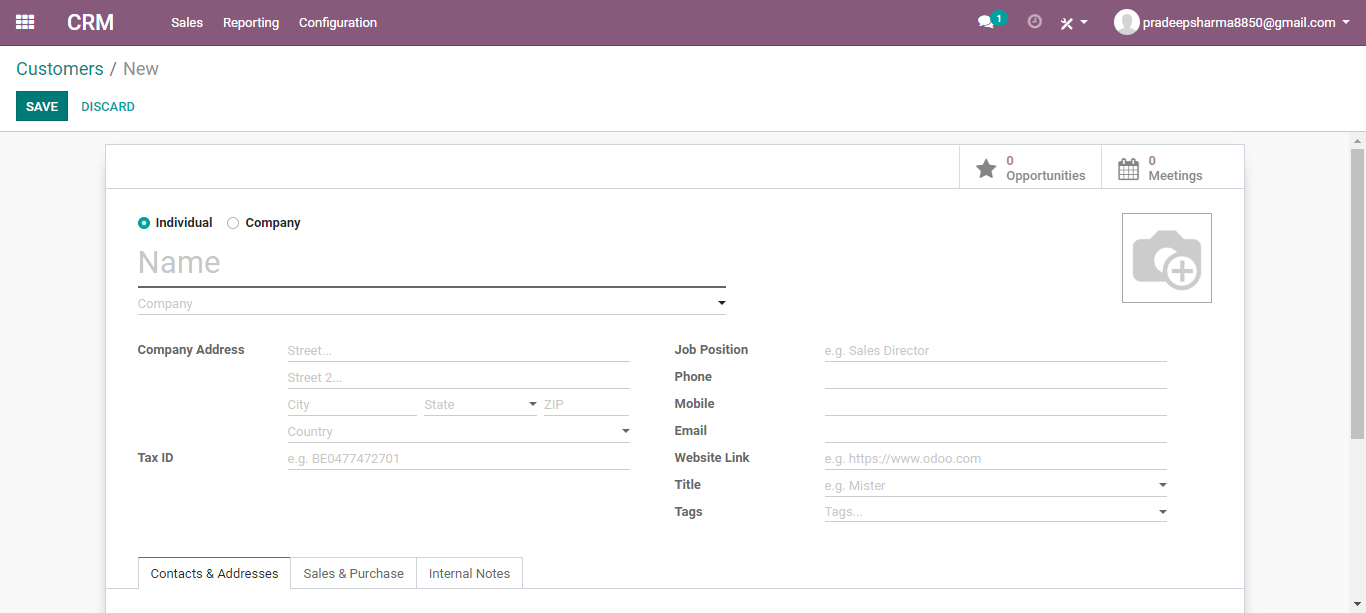 CRM Sales Reporting Configuration 1 pradeepsharma8850@gmail.com
Customers / New
SAVE DISCARD
0 Opportunities 0 Meetings
Individual Company
Name
Company
Company Address Street... Job Position e.g. Sales Director
Street 2... Phone
City State ZIP Mobile
Country Email
Tax ID e.g. BE0477472701 Website Link e.g. https://www.odoo.com
Title e.g. Mister
Tags Tags...
Contacts & Addresses Sales & Purchase Internal Notes